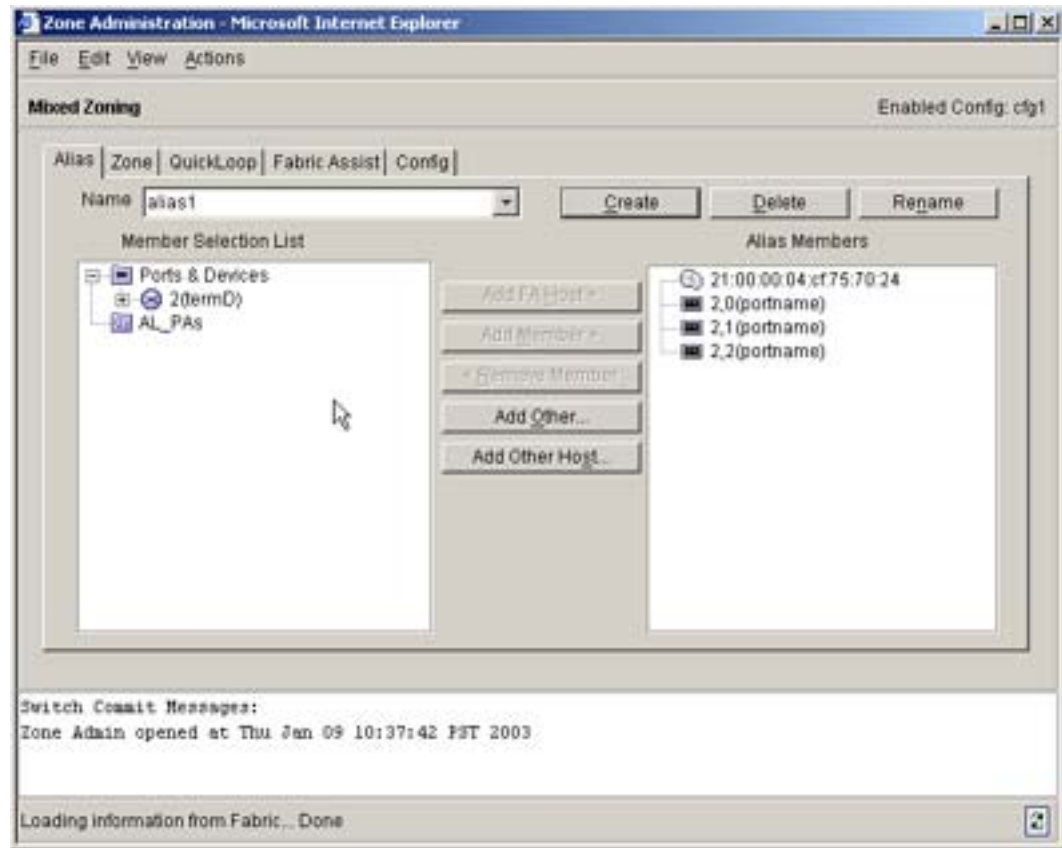 Zone Administration - Microsoft Internet Explorer
File Edit View Actions
Mixed Zoning
Enabled Config: cfg1
Alias Zone QuickLoop Fabric Assist Config
Name alias1 Create Delete Rename
Member Selection List
Alias Members
Ports & Devices
2(termD)
AL_PAs
Add FA Host >
Add Member >
< Remove Member
Add Other...
Add Other Host...
21:00:00:04:cf:75:70:24
2,0(portname)
2,1(portname)
2,2(portname)
Switch Commit Messages:
Zone Admin opened at Thu Jan 09 10:37:42 PST 2003
Loading information from Fabric... Done